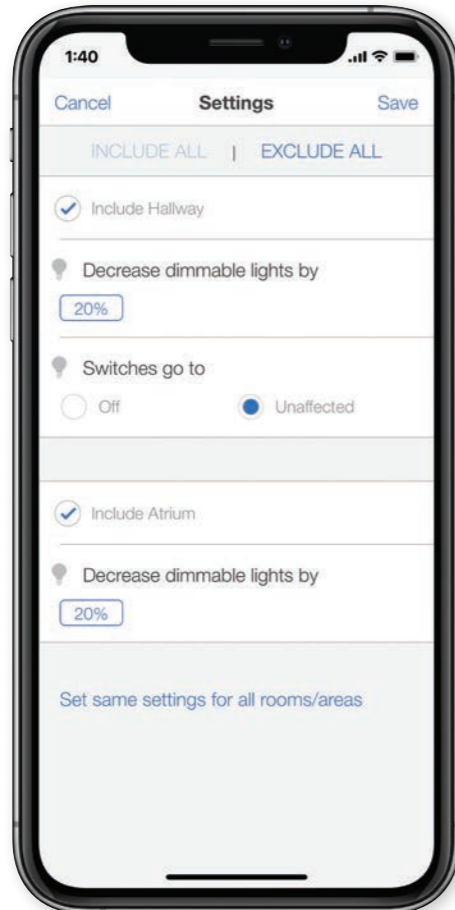 1:40
Cancel Settings Save
INCLUDE ALL | EXCLUDE ALL
Include Hallway
Decrease dimmable lights by
20%
Switches go to
Off Unaffected
Include Atrium
Decrease dimmable lights by
20%
Set same settings for all rooms/areas